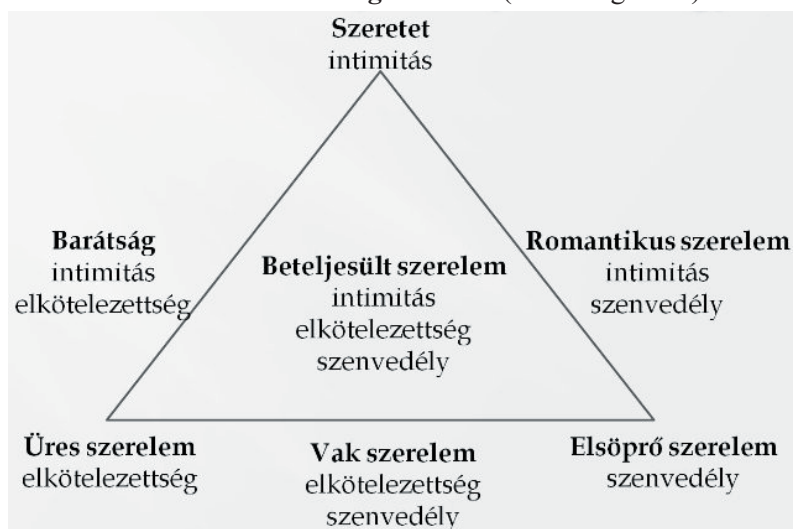 Szeretet
intimitás
Barátság
intimitás
elkötelezettség
Beteljesült szerelem
intimitás
elkötelezettség
szenvedély
Romantikus szerelem
intimitás
szenvedély
Üres szerelem
elkötelezettség
Vak szerelem
elkötelezettség
szenvedély
Elsöprő szerelem
szenvedély